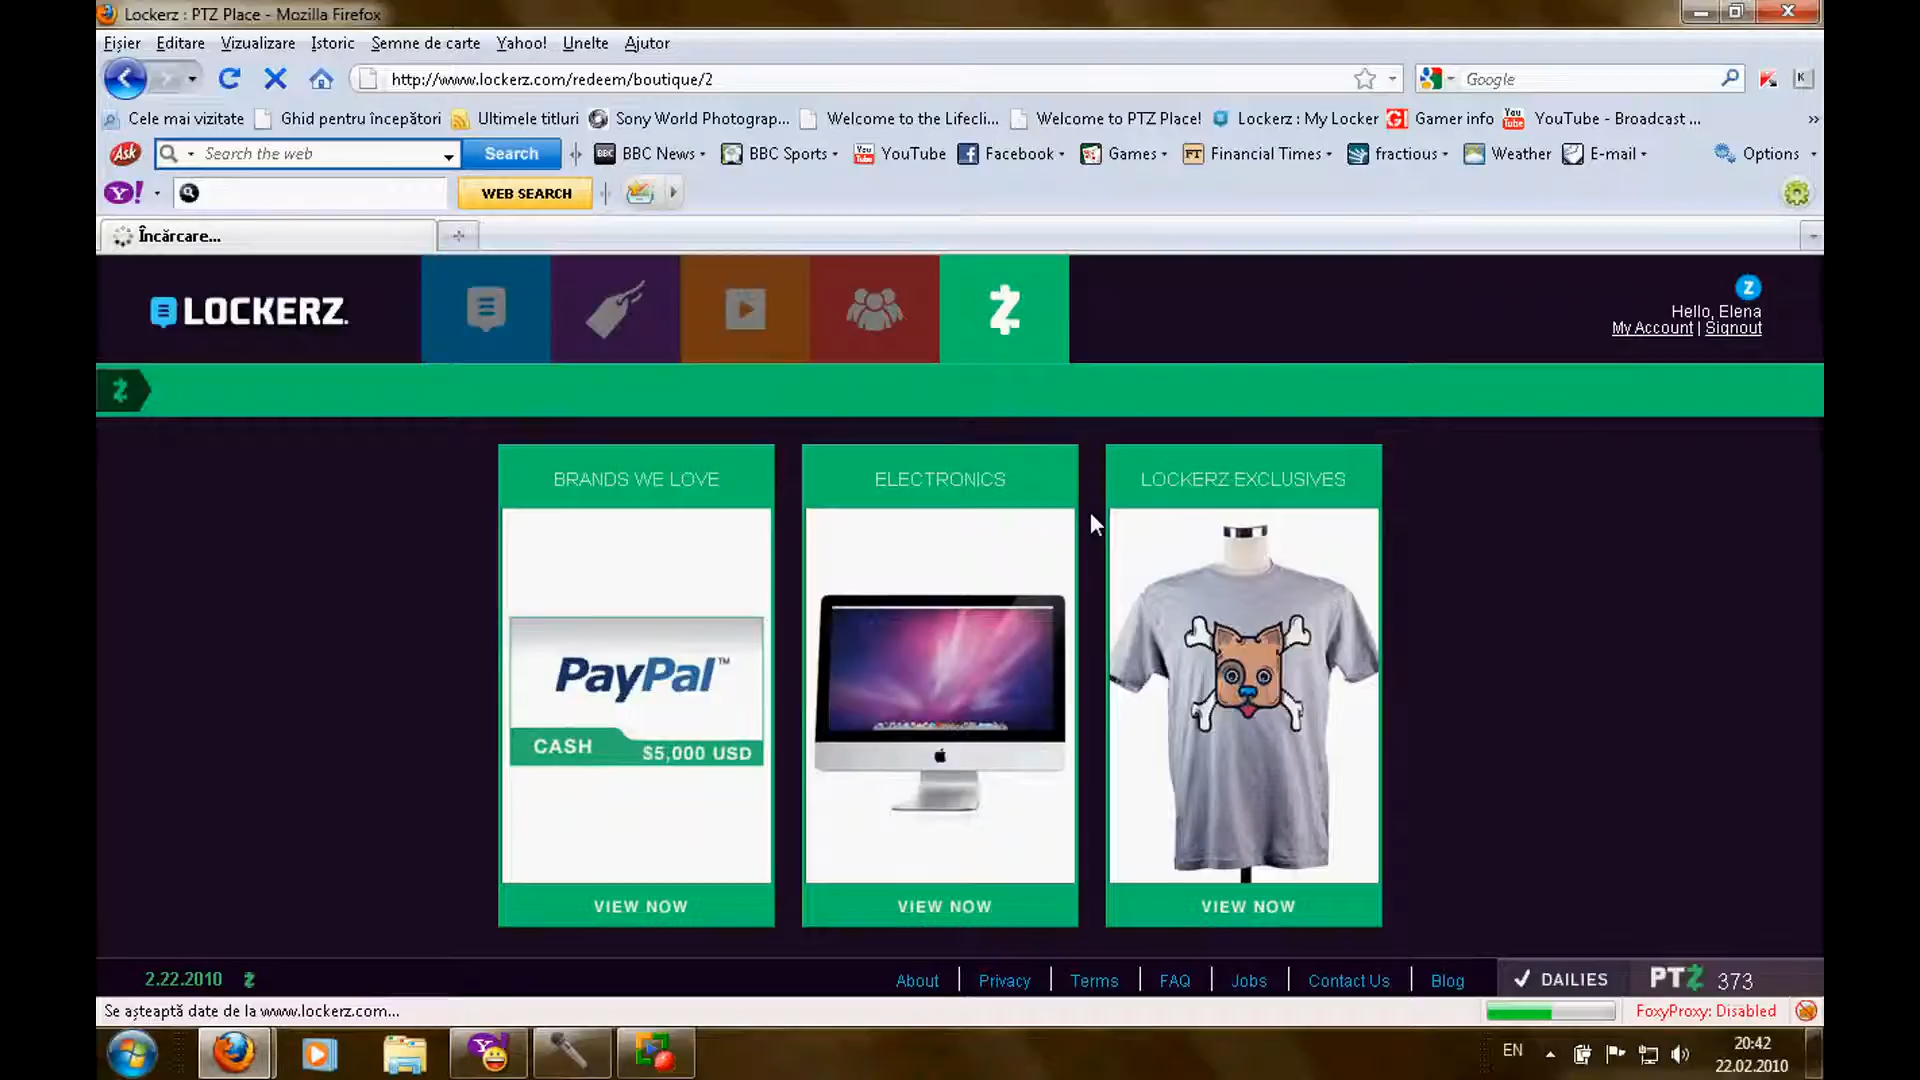 Lockerz : PTZ Place - Mozilla Firefox
Fișier Editare Vizualizare Istoric Semne de carte Yahoo! Unelte Ajutor
http://www.lockerz.com/redeem/boutique/2 Google
Cele mai vizitate Ghid pentru începători Ultimele titluri Sony World Photograp... Welcome to the Lifecli... Welcome to PTZ Place! Lockerz : My Locker Gamer info YouTube - Broadcast ... »
Ask Search the web Search BBC News BBC Sports YouTube Facebook Games Financial Times fractious Weather E-mail Options
Y! WEB SEARCH
Încărcare...
LOCKERZ.
Hello, Elena
My Account | Signout
BRANDS WE LOVE ELECTRONICS LOCKERZ EXCLUSIVES
PayPal™
CASH $5,000 USD
VIEW NOW VIEW NOW VIEW NOW
2.22.2010 About Privacy Terms FAQ Jobs Contact Us Blog DAILIES PTZ 373
Se așteaptă date de la www.lockerz.com... FoxyProxy: Disabled
EN 20:42
22.02.2010